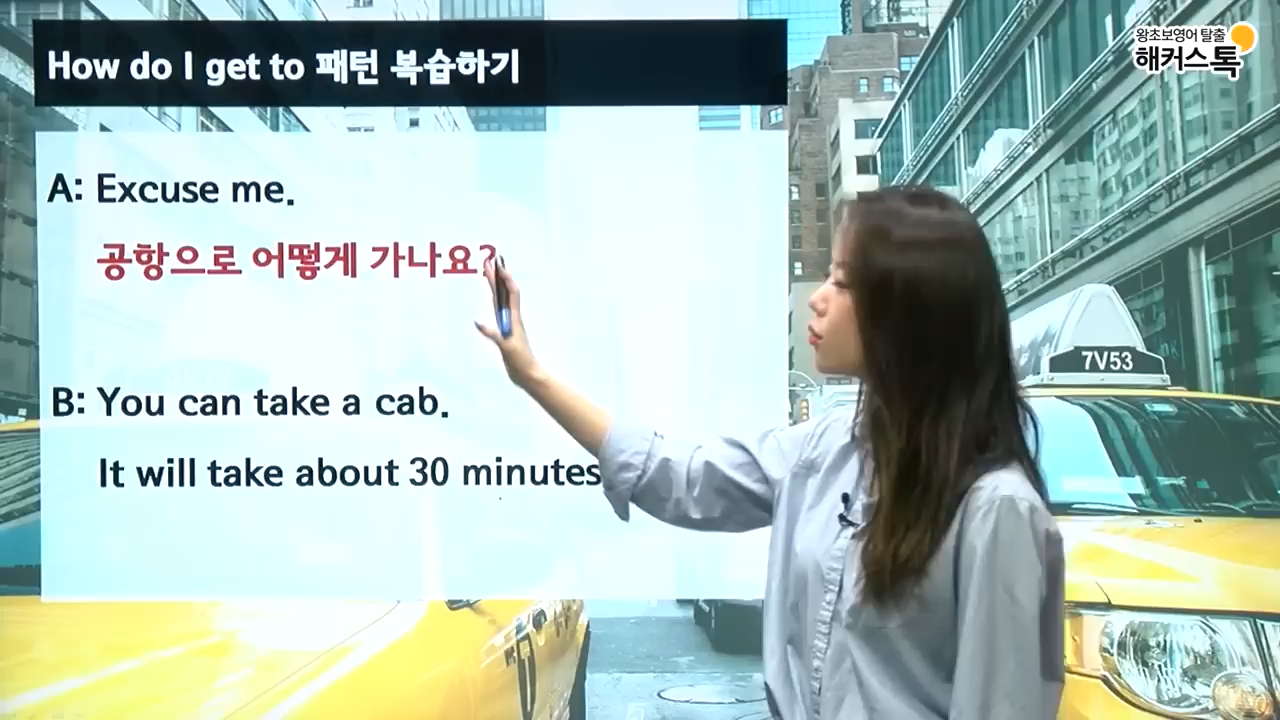 How do I get to 패턴 복습하기
왕초보영어 탈출
해커스톡
A: Excuse me.
공항으로 어떻게 가나요?
7V53
B: You can take a cab.
It will take about 30 minutes